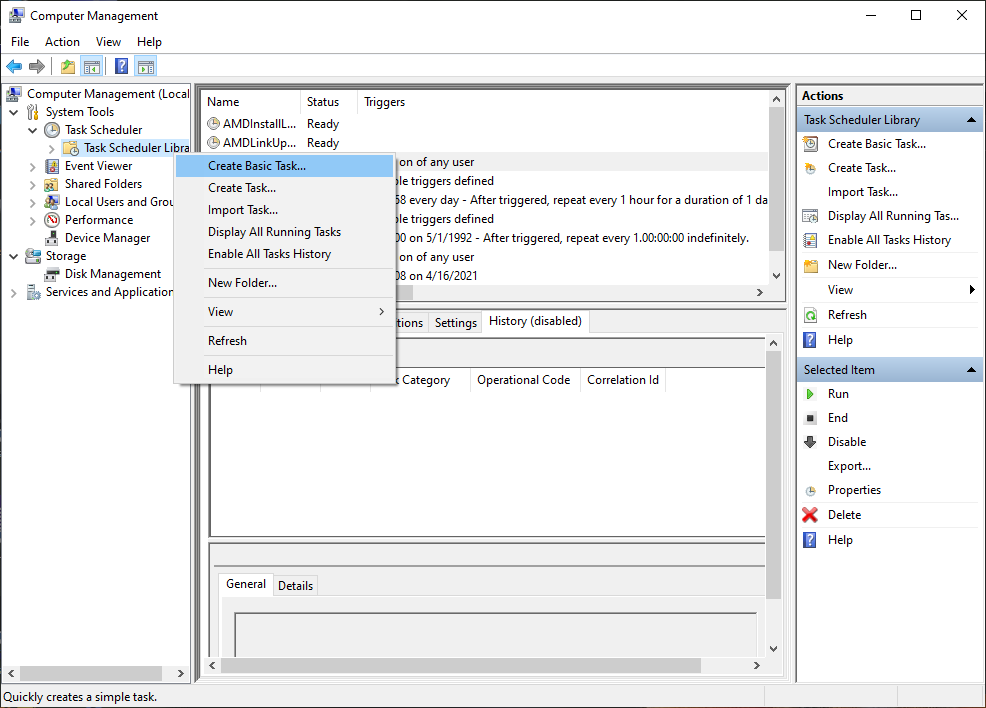 Computer Management
File Action View Help
Computer Management (Local
System Tools
Task Scheduler
Task Scheduler Libra
Event Viewer
Shared Folders
Local Users and Grou
Performance
Device Manager
Storage
Disk Management
Services and Application
Name Status Triggers
AMDInstallL... Ready
AMDLinkUp... Ready
on of any user
ple triggers defined
58 every day - After triggered, repeat every 1 hour for a duration of 1 da
ple triggers defined
00 on 5/1/1992 - After triggered, repeat every 1.00:00:00 indefinitely.
on of any user
08 on 4/16/2021
Create Basic Task...
Create Task...
Import Task...
Display All Running Tasks
Enable All Tasks History
New Folder...
View
Refresh
Help
tions Settings History (disabled)
Category Operational Code Correlation Id
General Details
Actions
Task Scheduler Library
Create Basic Task...
Create Task...
Import Task...
Display All Running Tas...
Enable All Tasks History
New Folder...
View
Refresh
Help
Selected Item
Run
End
Disable
Export...
Properties
Delete
Help
Quickly creates a simple task.